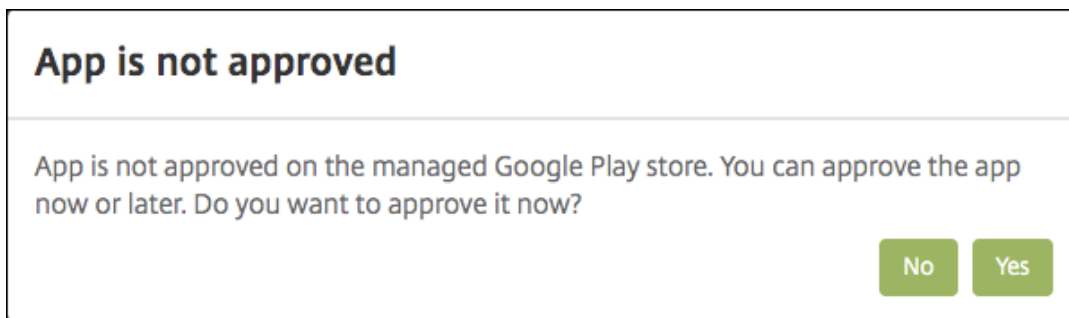 App is not approved
App is not approved on the managed Google Play store. You can approve the app
now or later. Do you want to approve it now?
No Yes